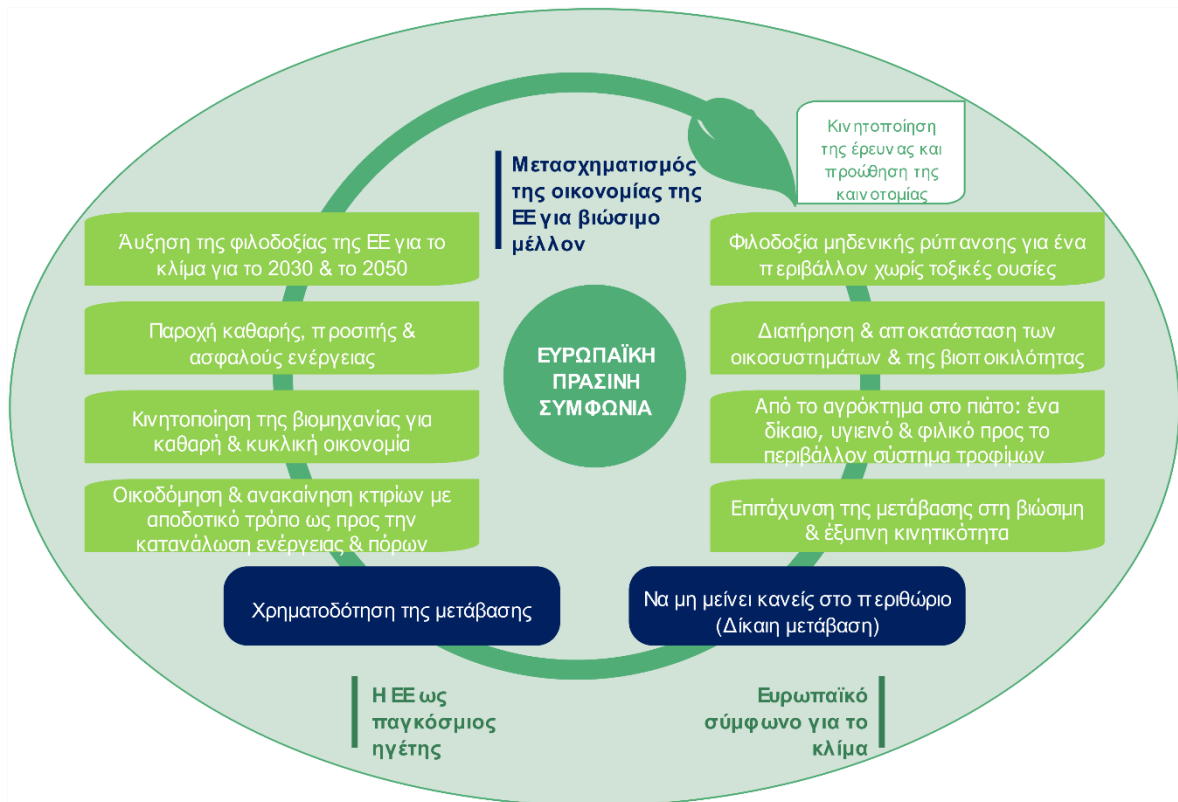 Κινητοποίηση
της έρευνας και
προώθηση της
καινοτομίας
Μετασχηματισμός
της οικονομίας της
ΕΕ για βιώσιμο
μέλλον
Άυξηση της φιλοδοξίας της ΕΕ για το
κλίμα για το 2030 & το 2050
Παροχή καθαρής, προσιτής &
ασφαλούς ενέργειας
Κινητοποίηση της βιομηχανίας για
καθαρή & κυκλική οικονομία
Οικοδόμηση & ανακαίνιση κτιρίων με
αποδοτικό τρόπο ως προς την
κατανάλωση ενέργειας & πόρων
ΕΥΡΩΠΑΪΚΗ
ΠΡΑΣΙΝΗ
ΣΥΜΦΩΝΙΑ
Φιλοδοξία μηδενικής ρύπανσης για ένα
περιβάλλον χωρίς τοξικές ουσίες
Διατήρηση & αποκατάσταση των
οικοσυστημάτων & της βιοποικιλότητας
Από το αγρόκτημα στο πιάτο: ένα
δίκαιο, υγιεινό & φιλικό προς το
περιβάλλον σύστημα τροφίμων
Επιτάχυνση της μετάβασης στη βιώσιμη
& έξυπνη κινητικότητα
Χρηματοδότηση της μετάβασης
Να μη μείνει κανείς στο περιθώριο
(Δίκαιη μετάβαση)
Η ΕΕ ως
παγκόσμιος
ηγέτης
Ευρωπαϊκό
σύμφωνο για το
κλίμα